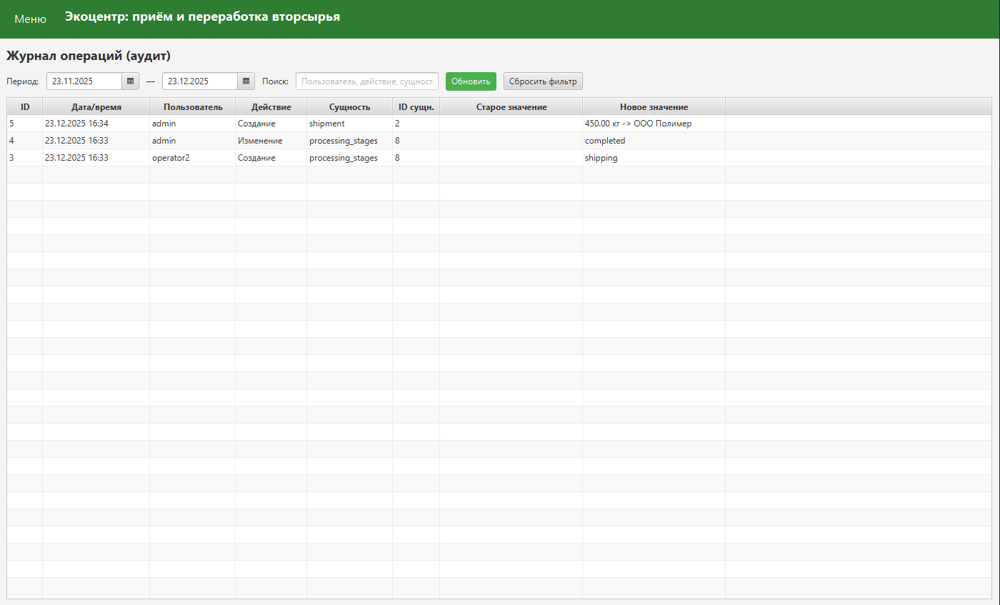 Меню Экоцентр: приём и переработка вторсырья
Журнал операций (аудит)
Период: 23.11.2025 — 23.12.2025 Поиск: Пользователь, действие, сущност Обновить Сбросить фильтр
ID Дата/время Пользователь Действие Сущность ID сущн. Старое значение Новое значение
5 23.12.2025 16:34 admin Создание shipment 2 450.00 кг -> ООО Полимер
4 23.12.2025 16:33 admin Изменение processing_stages 8 completed
3 23.12.2025 16:33 operator2 Создание processing_stages 8 shipping